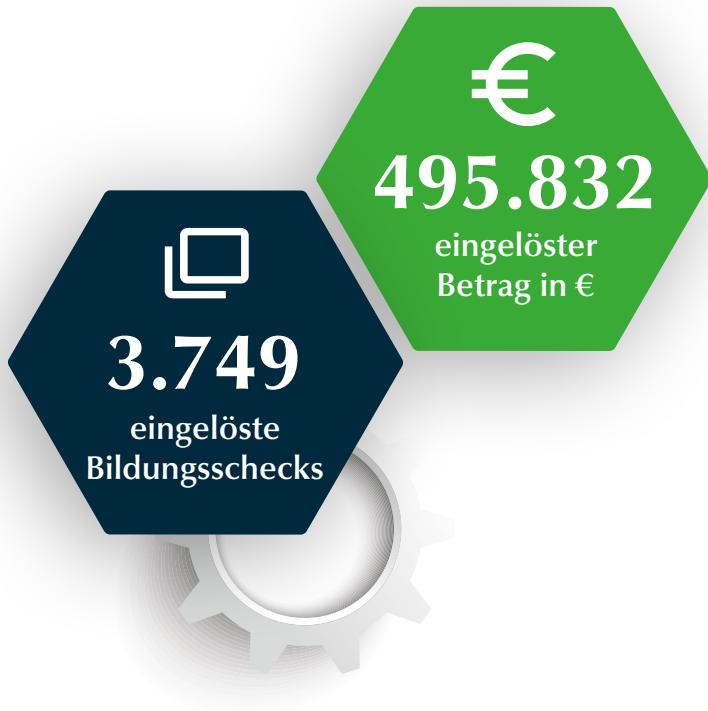 €
495.832
eingelöster
Betrag in €
3.749
eingelöste
Bildungsschecks